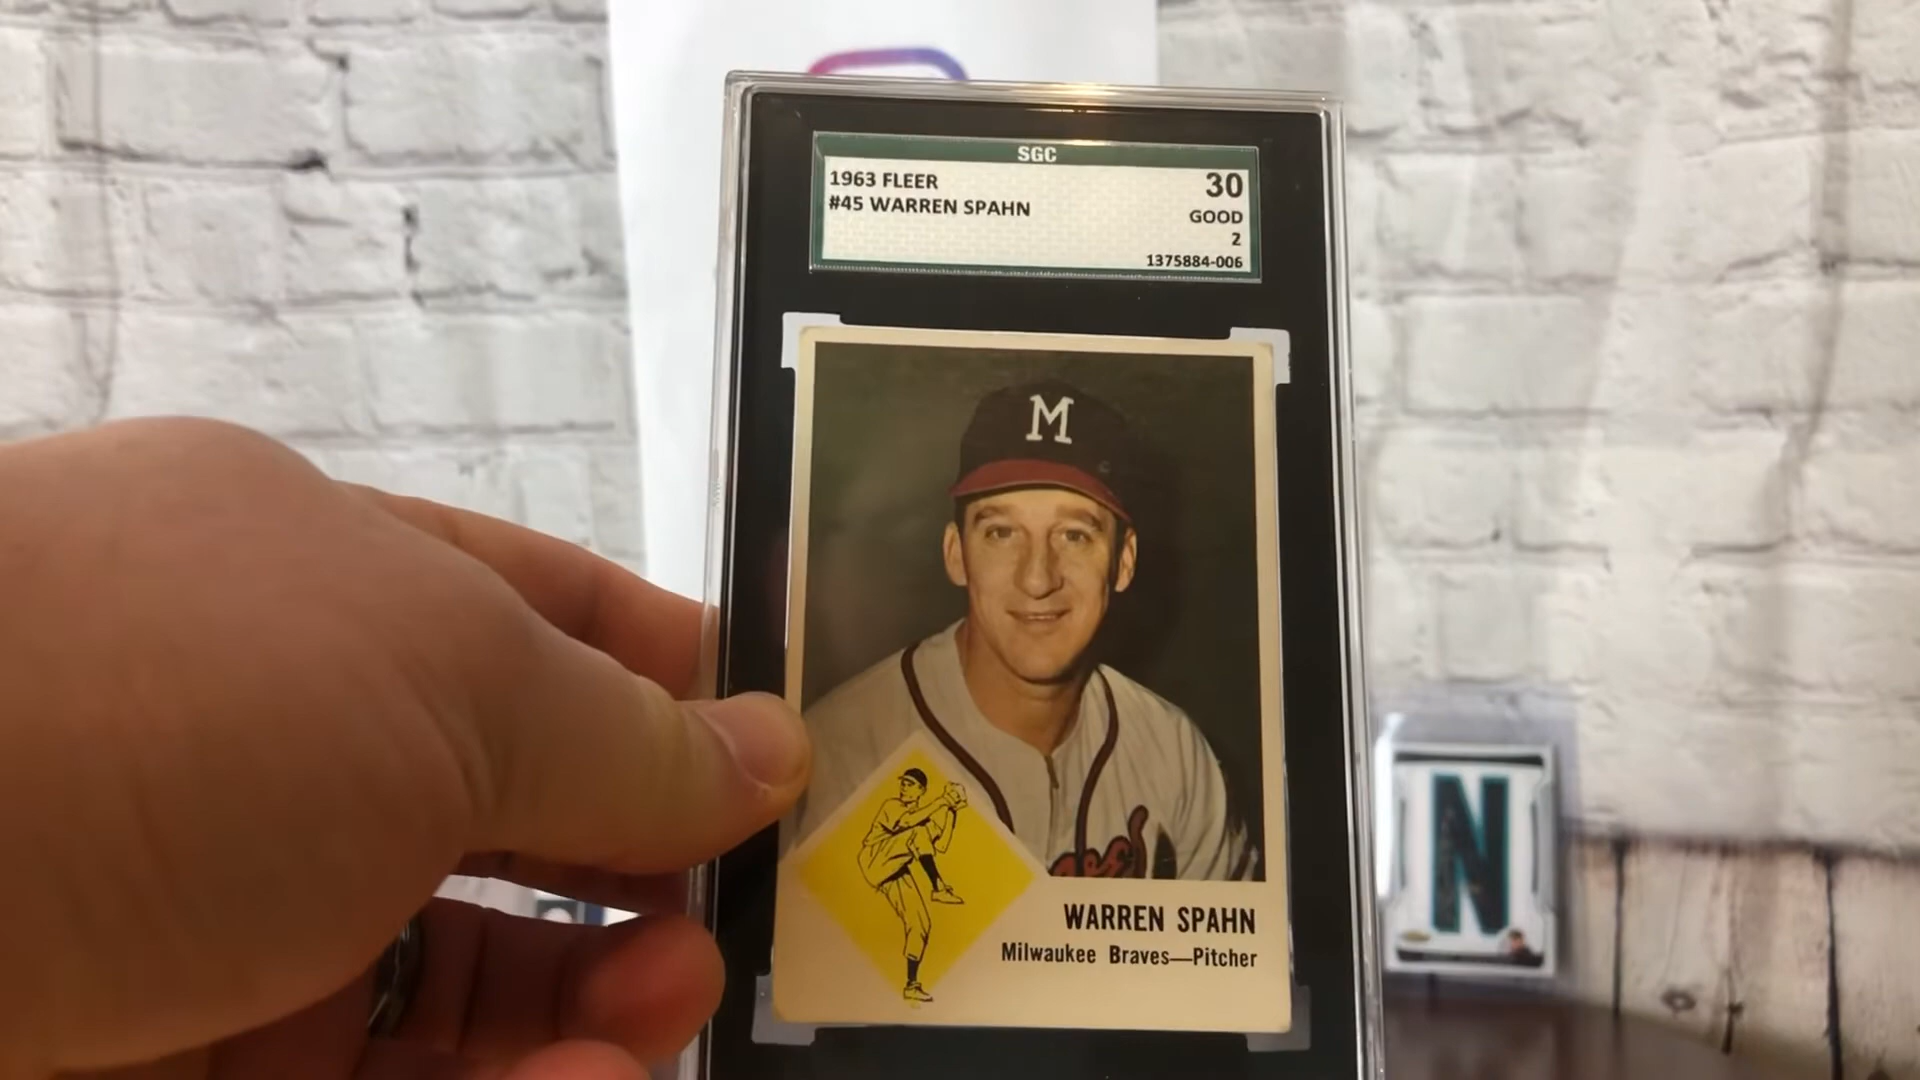 SGC
1963 FLEER
#45 WARREN SPAHN
30
GOOD
2
1375884-006
M
WARREN SPAHN
Milwaukee Braves—Pitcher
N